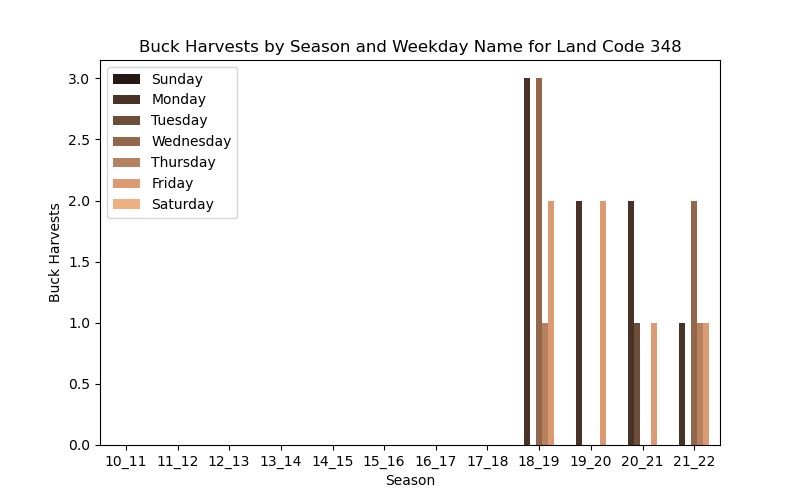 Buck Harvests by Season and Weekday Name for Land Code 348
Sunday
Monday
Tuesday
Wednesday
Thursday
Friday
Saturday
3.0
2.5
2.0
1.5
1.0
0.5
0.0
Buck Harvests
10_11 11_12 12_13 13_14 14_15 15_16 16_17 17_18 18_19 19_20 20_21 21_22
Season